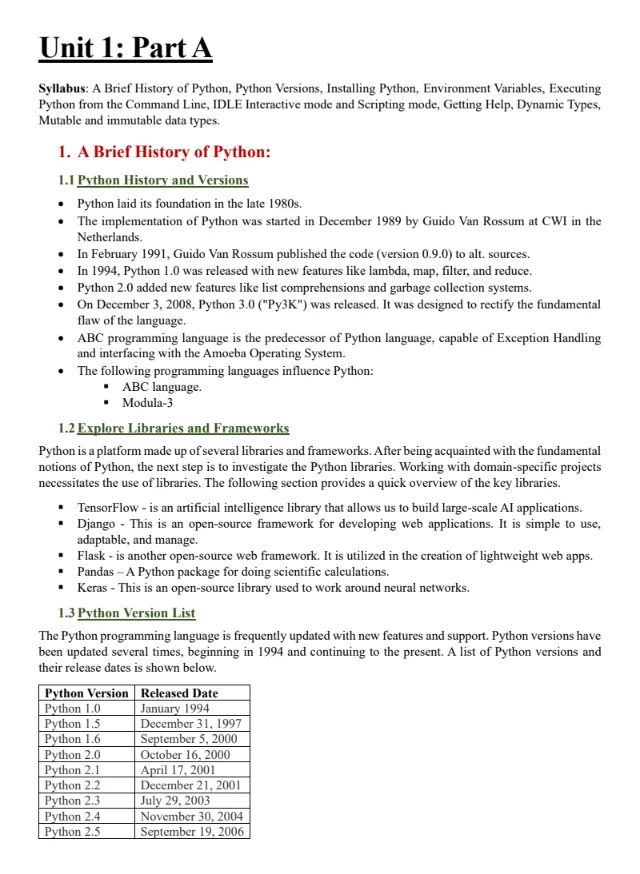 Unit 1: Part A
Syllabus: A Brief History of Python, Python Versions, Installing Python, Environment Variables, Executing
Python from the Command Line, IDLE Interactive mode and Scripting mode, Getting Help, Dynamic Types,
Mutable and immutable data types.
1. A Brief History of Python:
1.1 Python History and Versions
• Python laid its foundation in the late 1980s.
• The implementation of Python was started in December 1989 by Guido Van Rossum at CWI in the
Netherlands.
• In February 1991, Guido Van Rossum published the code (version 0.9.0) to alt. sources.
• In 1994, Python 1.0 was released with new features like lambda, map, filter, and reduce.
• Python 2.0 added new features like list comprehensions and garbage collection systems.
• On December 3, 2008, Python 3.0 ("Py3K") was released. It was designed to rectify the fundamental
flaw of the language.
• ABC programming language is the predecessor of Python language, capable of Exception Handling
and interfacing with the Amoeba Operating System.
• The following programming languages influence Python:
▪ ABC language.
▪ Modula-3
1.2 Explore Libraries and Frameworks
Python is a platform made up of several libraries and frameworks. After being acquainted with the fundamental
notions of Python, the next step is to investigate the Python libraries. Working with domain-specific projects
necessitates the use of libraries. The following section provides a quick overview of the key libraries.
▪ TensorFlow - is an artificial intelligence library that allows us to build large-scale AI applications.
▪ Django - This is an open-source framework for developing web applications. It is simple to use,
adaptable, and manage.
▪ Flask - is another open-source web framework. It is utilized in the creation of lightweight web apps.
▪ Pandas – A Python package for doing scientific calculations.
▪ Keras - This is an open-source library used to work around neural networks.
1.3 Python Version List
The Python programming language is frequently updated with new features and support. Python versions have
been updated several times, beginning in 1994 and continuing to the present. A list of Python versions and
their release dates is shown below.
Python Version Released Date
Python 1.0 January 1994
Python 1.5 December 31, 1997
Python 1.6 September 5, 2000
Python 2.0 October 16, 2000
Python 2.1 April 17, 2001
Python 2.2 December 21, 2001
Python 2.3 July 29, 2003
Python 2.4 November 30, 2004
Python 2.5 September 19, 2006